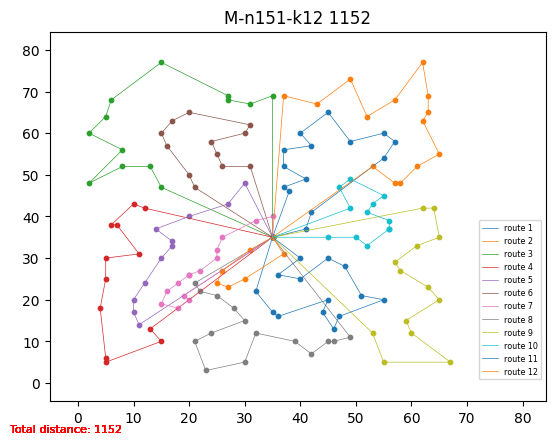 M-n151-k12 1152
80
70
60
50
40
30
20
10
0
route 1
route 2
route 3
route 4
route 5
route 6
route 7
route 8
route 9
route 10
route 11
route 12
0 10 20 30 40 50 60 70 80
Total distance: 1152